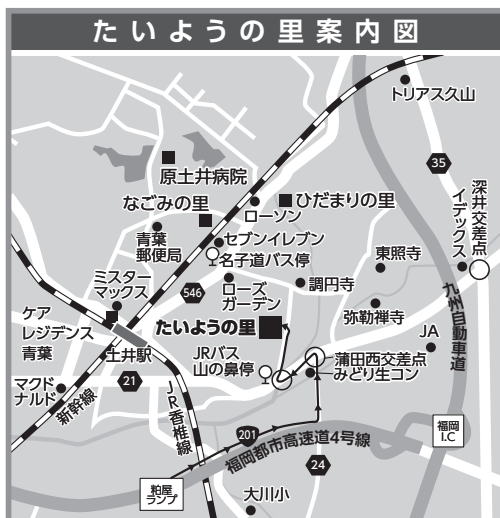 たいようの里案内図
トリアス久山
35
原土井病院
なごみの里
ひだまりの里
ローソン
深井交差点
イデックス
青葉
郵便局
セブンイレブン
名子道バス停
東照寺
ミスター
マックス
546
ローズ
ガーデン
調円寺
弥勒禅寺
九州自動車道
ケア
レジデンス
青葉
たいようの里
土井駅
JRバス
山の鼻停
蒲田西交差点
みどり生コン
JA
マクド
ナルド
21
新幹線
JR香椎線
201
福岡都市高速道4号線
福岡
I.C
24
粕屋
ランプ
大川小